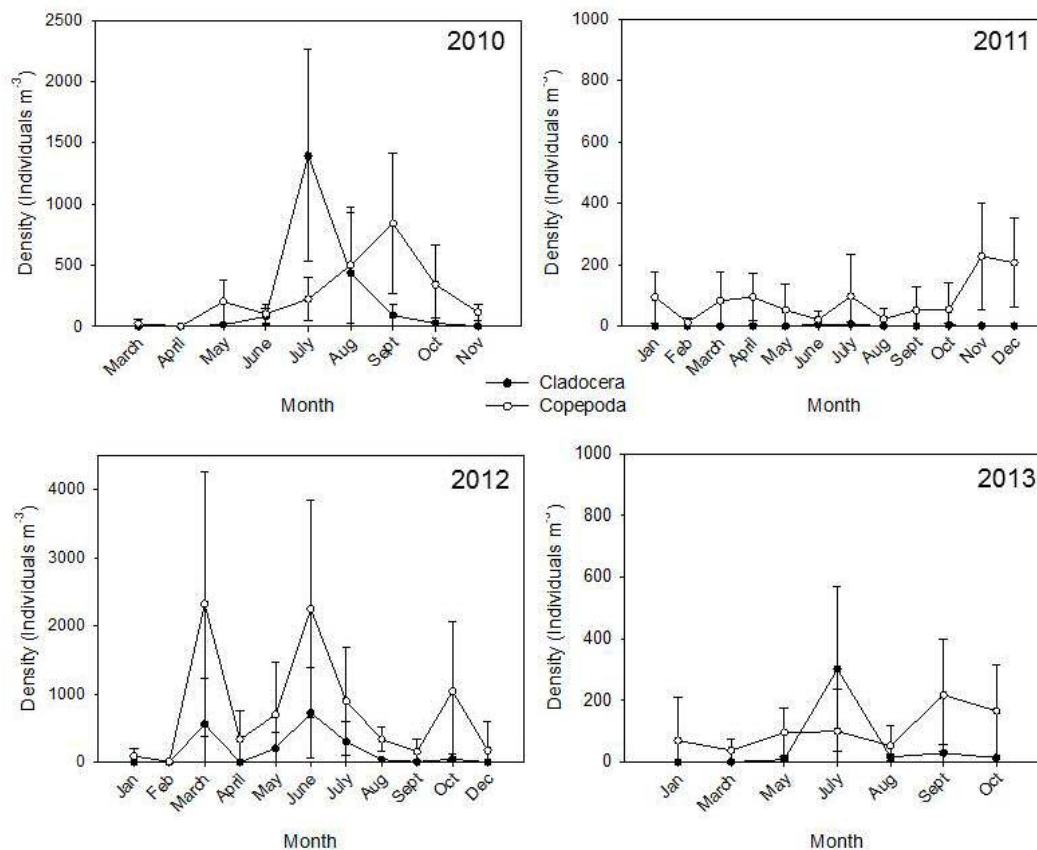 2010
Density (Individuals m-3)
2500
2000
1500
1000
500
0
March April May June July Aug Sept Oct Nov
Month
2011
Density (Individuals m-3)
1000
800
600
400
200
0
Jan Feb March April May June July Aug Sept Oct Nov Dec
Month
Cladocera
Copepoda
2012
Density (Individuals m-3)
4000
3000
2000
1000
0
Jan Feb March April May June July Aug Sept Oct Dec
Month
2013
Density (Individuals m-3)
1000
800
600
400
200
0
Jan March May July Aug Sept Oct
Month